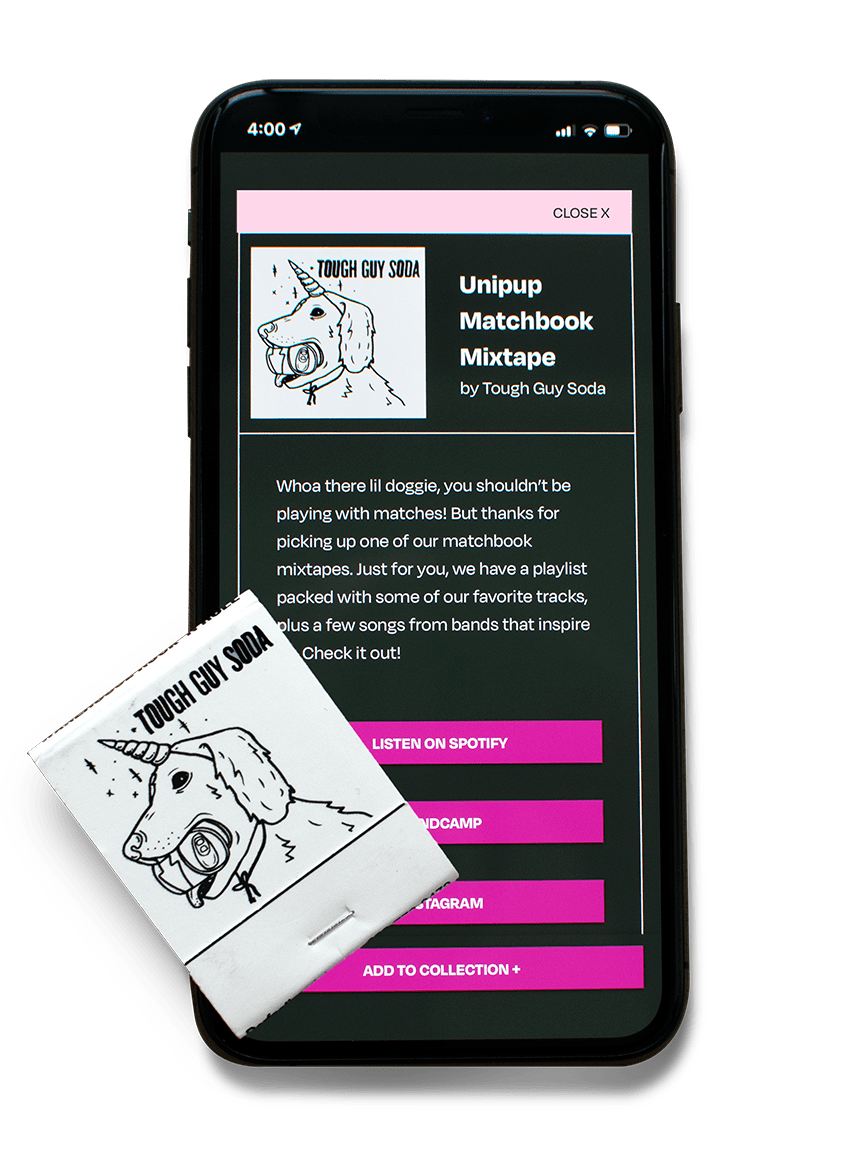 4:00
CLOSE X
TOUGH GUY SODA
Unipup
Matchbook
Mixtape
by Tough Guy Soda
Whoa there lil doggie, you shouldn’t be
playing with matches! But thanks for
picking up one of our matchbook
mixtapes. Just for you, we have a playlist
packed with some of our favorite tracks,
plus a few songs from bands that inspire
Check it out!
LISTEN ON SPOTIFY
NDCAMP
STAGRAM
ADD TO COLLECTION +
TOUGH GUY SODA